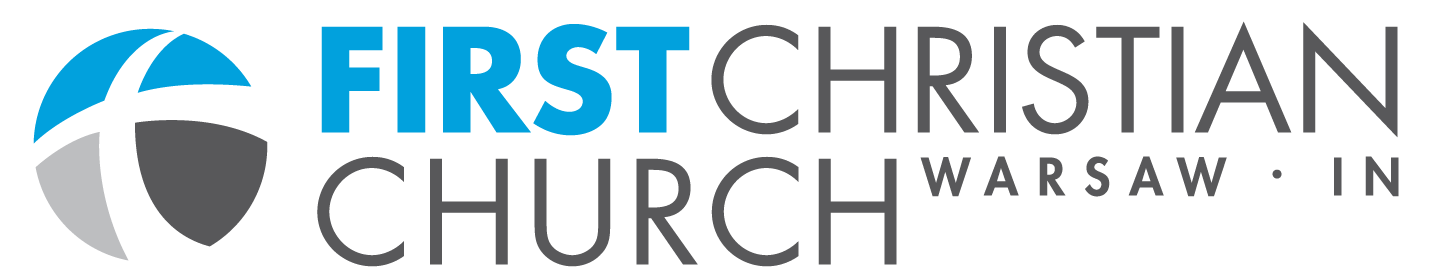 FIRST CHRISTIAN
CHURCH WARSAW · IN